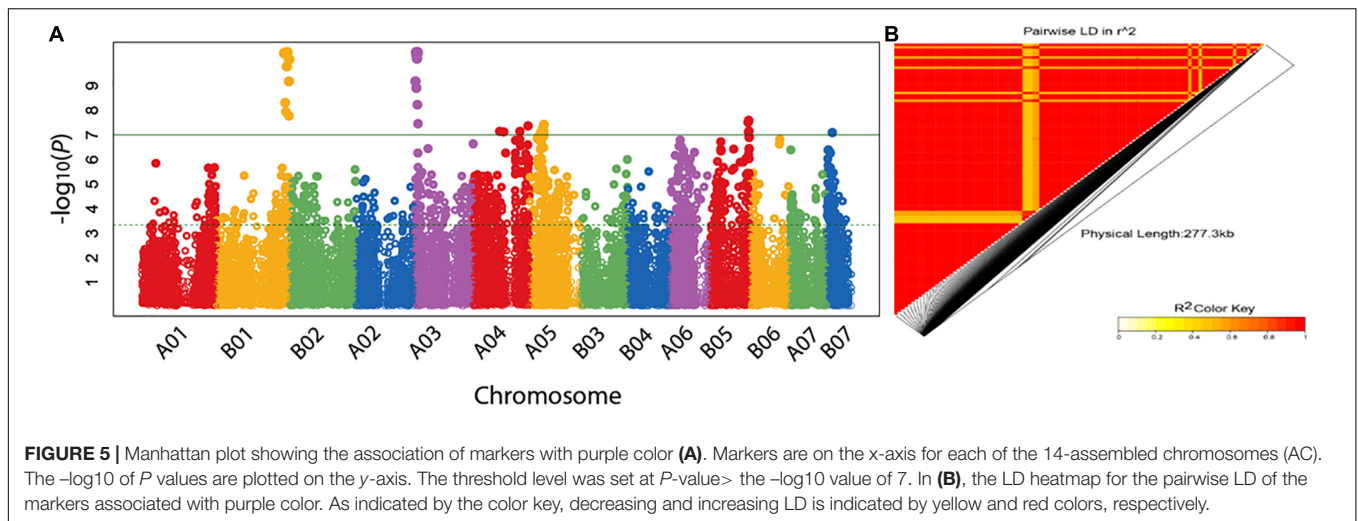 A
B
Pairwise LD in r^2
-log10(P)
9
8
7
6
5
4
3
2
1
A01
B01
B02
A02
A03
A04
A05
B03
B04
A06
B05
B06
A07
B07
Chromosome
Physical Length:277.3kb
R2 Color Key
0 0.2 0.4 0.6 0.8 1
FIGURE 5 | Manhattan plot showing the association of markers with purple color (A). Markers are on the x-axis for each of the 14-assembled chromosomes (AC).
The –log10 of P values are plotted on the y-axis. The threshold level was set at P-value> the –log10 value of 7. In (B), the LD heatmap for the pairwise LD of the
markers associated with purple color. As indicated by the color key, decreasing and increasing LD is indicated by yellow and red colors, respectively.